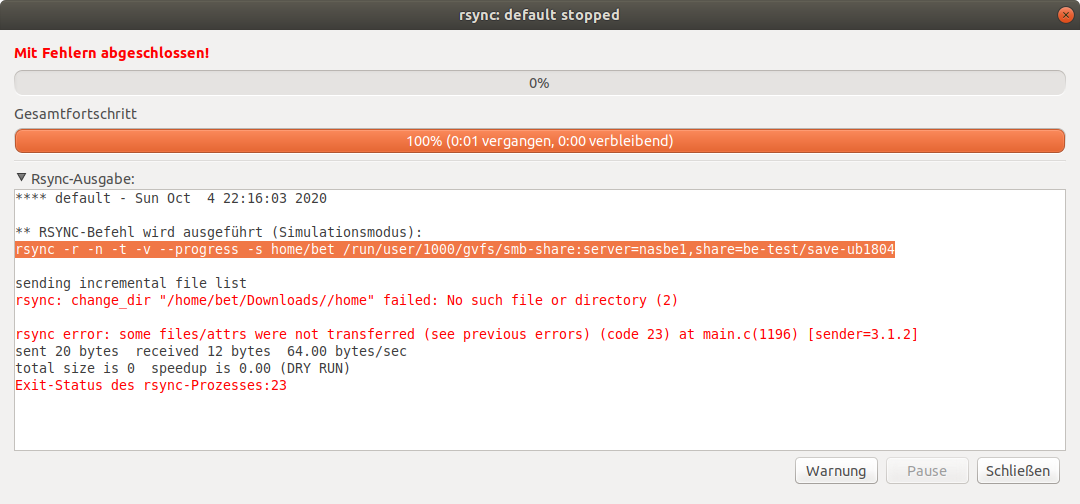 rsync: default stopped
Mit Fehlern abgeschlossen!
0%
Gesamtfortschritt
100% (0:01 vergangen, 0:00 verbleibend)
Rsync-Ausgabe:
**** default - Sun Oct  4 22:16:03 2020
** RSYNC-Befehl wird ausgeführt (Simulationsmodus):
rsync -r -n -t -v --progress -s home/bet /run/user/1000/gvfs/smb-share:server=nasbe1,share=be-test/save-ub1804
sending incremental file list
rsync: change_dir "/home/bet/Downloads//home" failed: No such file or directory (2)
rsync error: some files/attrs were not transferred (see previous errors) (code 23) at main.c(1196) [sender=3.1.2]
sent 20 bytes  received 12 bytes  64.00 bytes/sec
total size is 0  speedup is 0.00 (DRY RUN)
Exit-Status des rsync-Prozesses:23
Warnung Pause Schließen